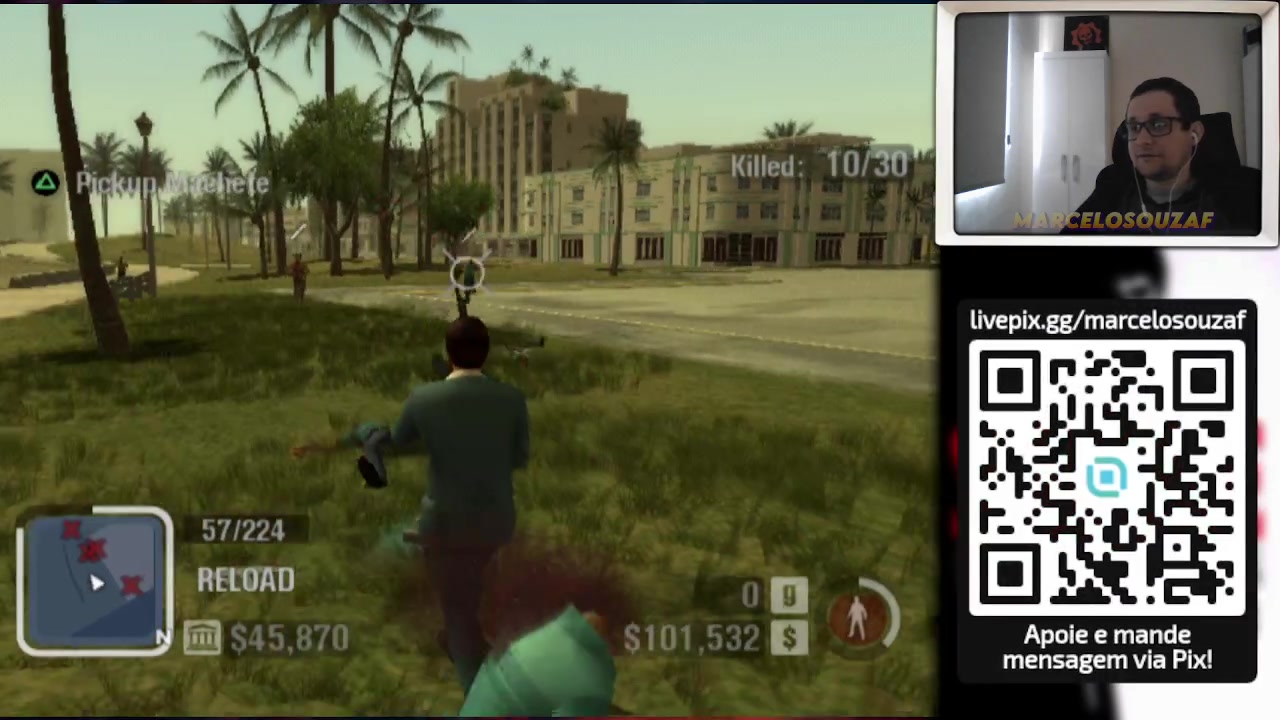 Pickup Machete
Killed: 10/30
MARCELOSOUZAF
livepix.gg/marcelosouzaf
57/224
RELOAD
N
$45,870
0 g
$101,532 $
Apoie e mande
mensagem via Pix!